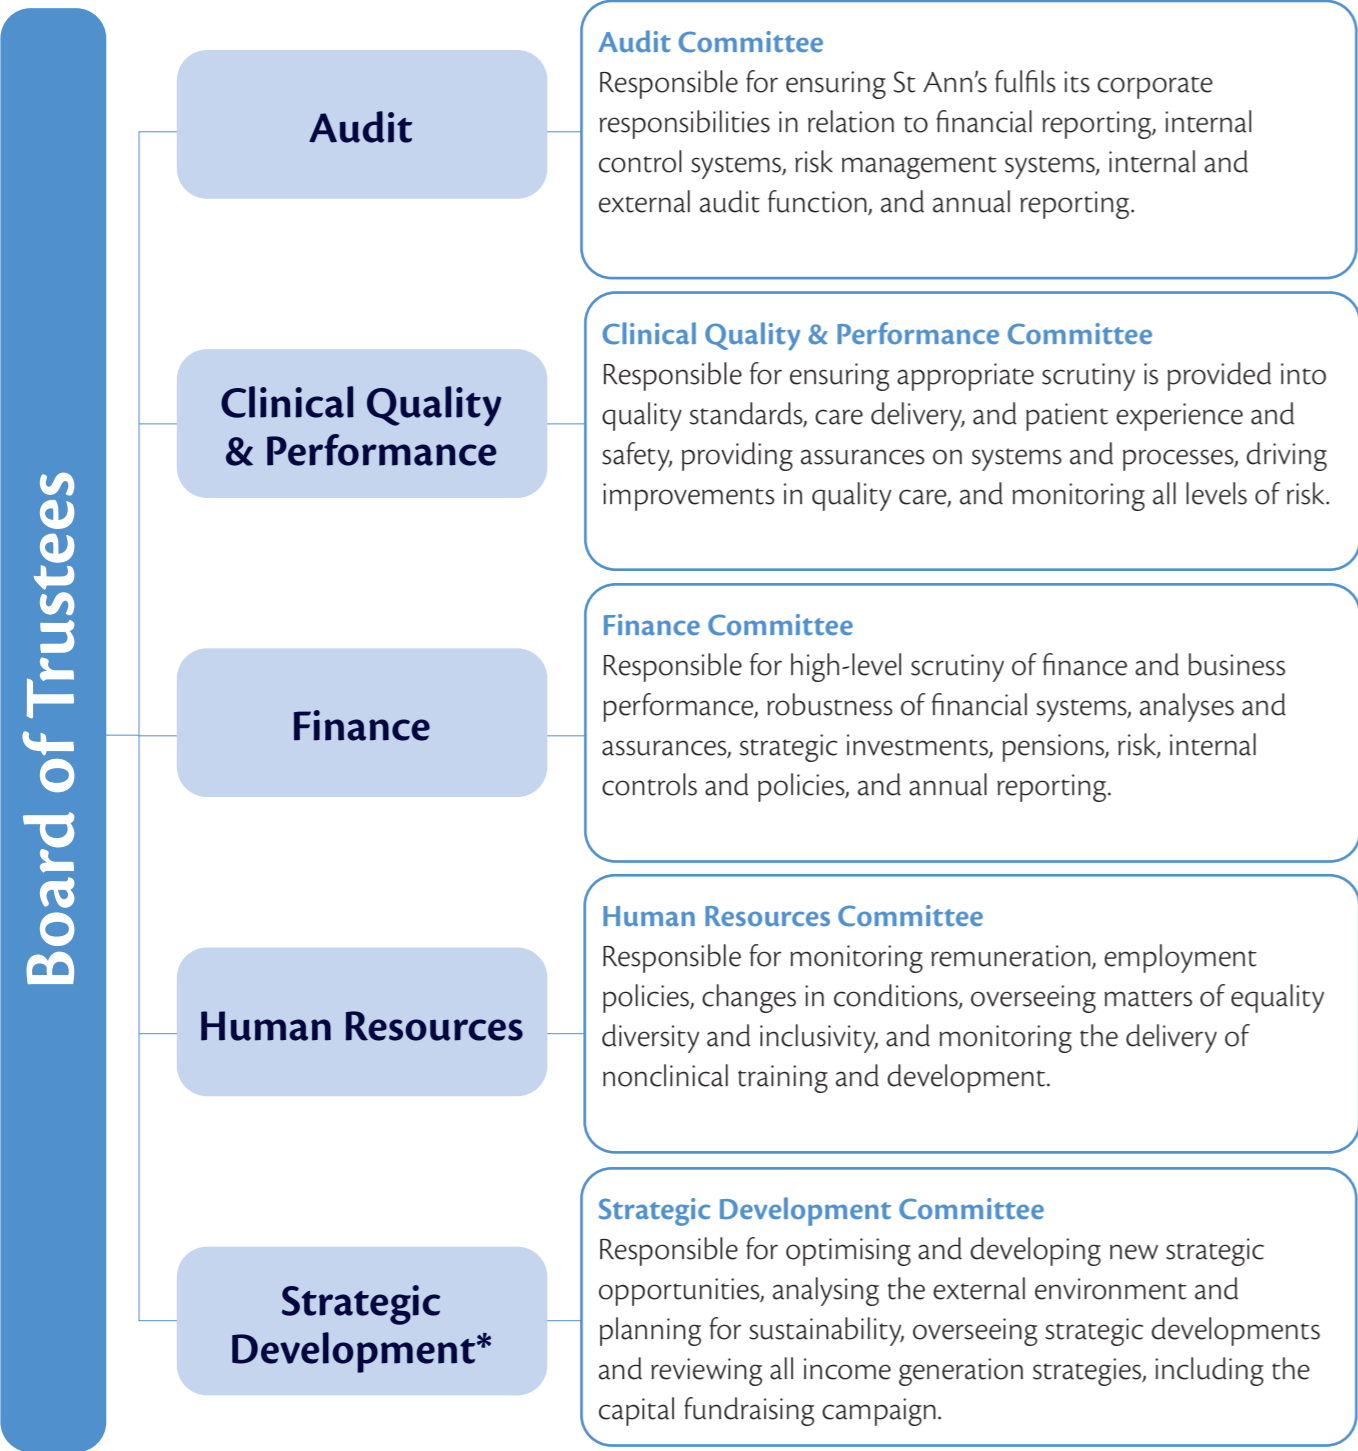 Board of Trustees
Audit
Audit Committee
Responsible for ensuring St Ann’s fulfils its corporate
responsibilities in relation to financial reporting, internal
control systems, risk management systems, internal and
external audit function, and annual reporting.
Clinical Quality
& Performance
Clinical Quality & Performance Committee
Responsible for ensuring appropriate scrutiny is provided into
quality standards, care delivery, and patient experience and
safety, providing assurances on systems and processes, driving
improvements in quality care, and monitoring all levels of risk.
Finance
Finance Committee
Responsible for high-level scrutiny of finance and business
performance, robustness of financial systems, analyses and
assurances, strategic investments, pensions, risk, internal
controls and policies, and annual reporting.
Human Resources
Human Resources Committee
Responsible for monitoring remuneration, employment
policies, changes in conditions, overseeing matters of equality
diversity and inclusivity, and monitoring the delivery of
nonclinical training and development.
Strategic
Development*
Strategic Development Committee
Responsible for optimising and developing new strategic
opportunities, analysing the external environment and
planning for sustainability, overseeing strategic developments
and reviewing all income generation strategies, including the
capital fundraising campaign.